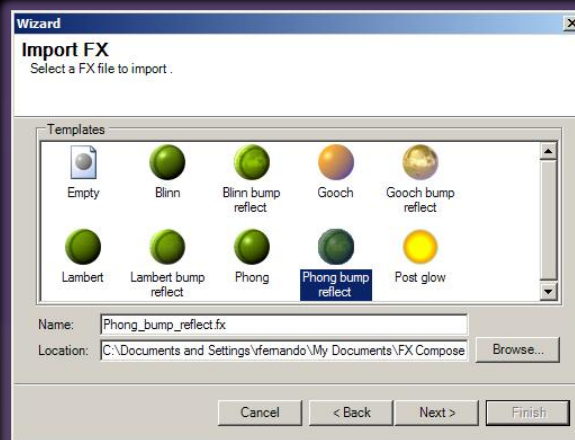 Wizard
Import FX
Select a FX file to import .
Templates
Empty
Blinn
Blinn bump
reflect
Gooch
Gooch bump
reflect
Lambert
Lambert bump
reflect
Phong
Phong bump
reflect
Post glow
Name:
Phong_bump_reflect.fx
Location:
C:\Documents and Settings\rfernando\My Documents\FX Compose
Browse...
Cancel
< Back
Next >
Finish